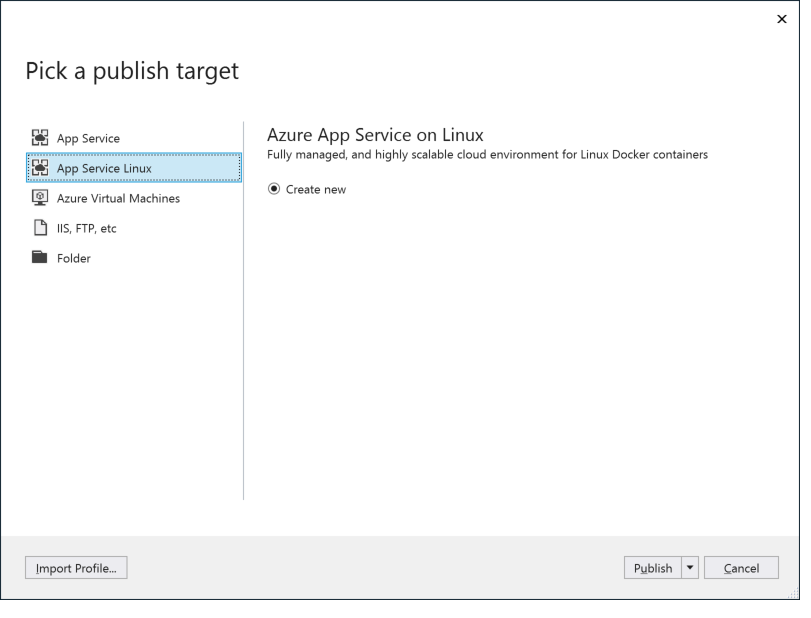 Pick a publish target
App Service
App Service Linux
Azure Virtual Machines
IIS, FTP, etc
Folder
Azure App Service on Linux
Fully managed, and highly scalable cloud environment for Linux Docker containers
Create new
Import Profile...
Publish
Cancel